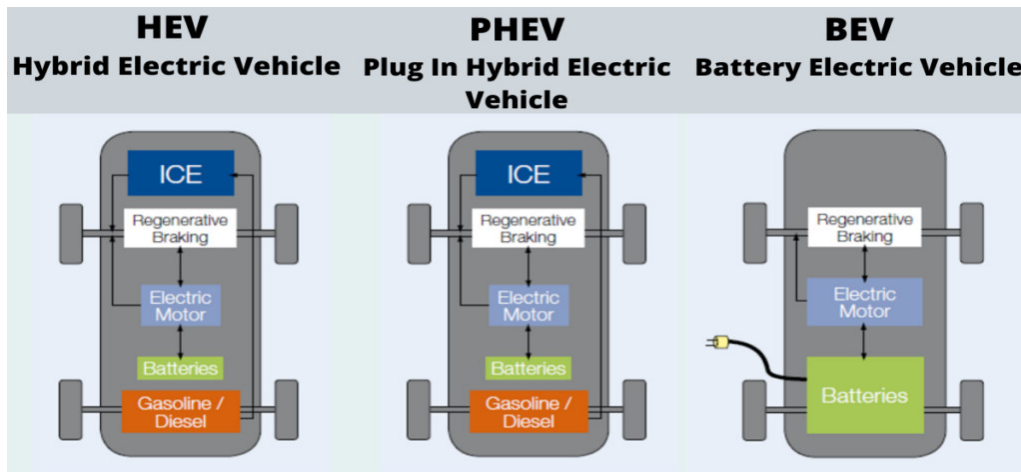 HEV
Hybrid Electric Vehicle
ICE
Regenerative
Braking
Electric
Motor
Batteries
Gasoline /
Diesel
PHEV
Plug In Hybrid Electric
Vehicle
ICE
Regenerative
Braking
Electric
Motor
Batteries
Gasoline /
Diesel
BEV
Battery Electric Vehicle
Regenerative
Braking
Electric
Motor
Batteries